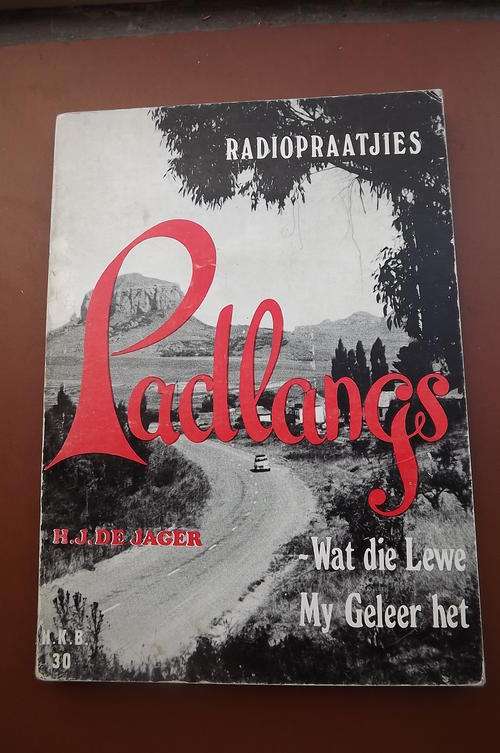 RADIOPRAATJIES
Padlangs
H.J. DE JAGER
-Wat die Lewe
My Geleer het
N.K.B
30